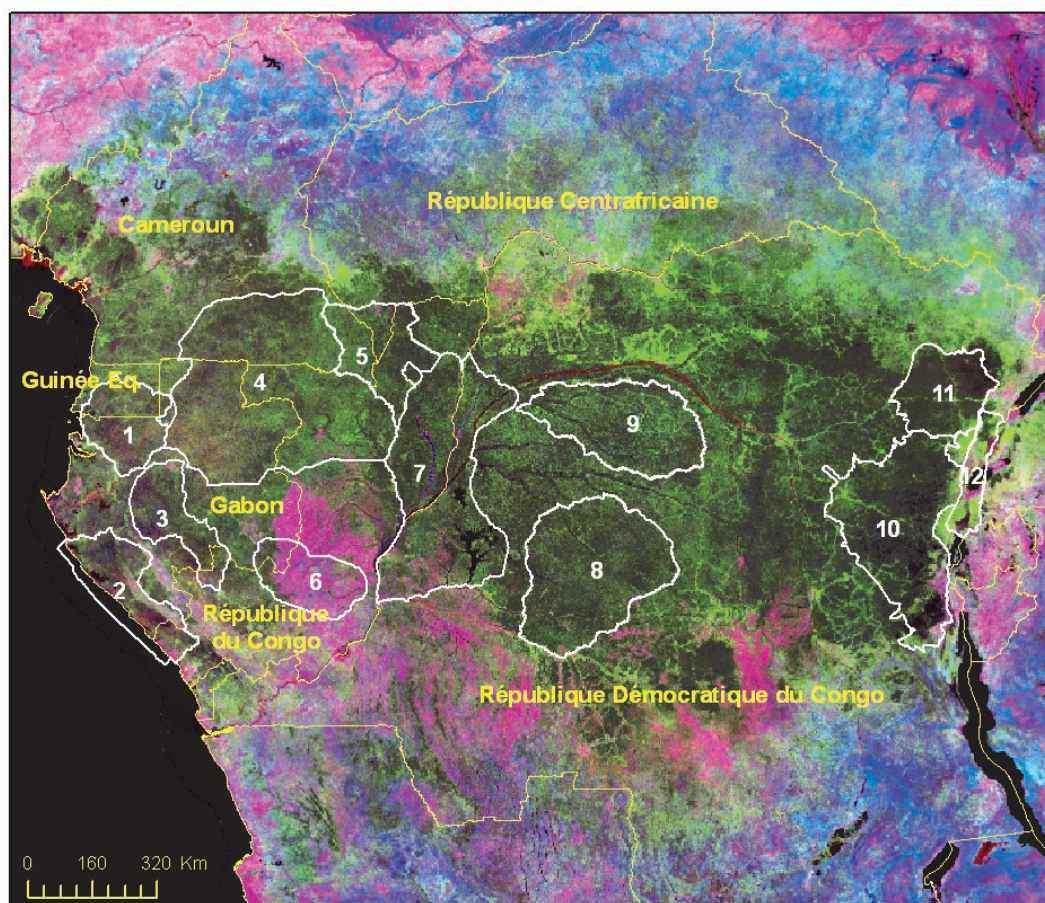 République Centrafricaine
Cameroun
5
Guinée Eq.
4
11
1
9
7
12
Gabon
3
10
8
6
2
République
du Congo
République Démocratique du Congo
0 160 320 Km